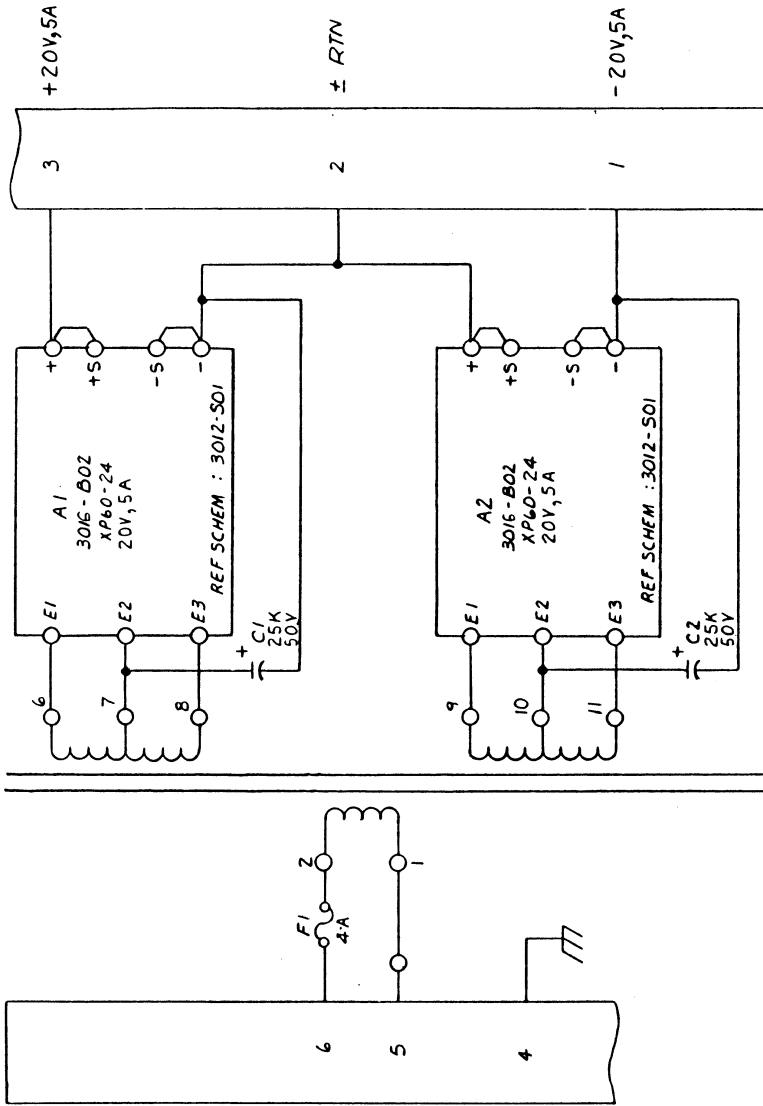 +20V,5A
± RTN
-20V,5A
3
2
1
+
+S
-S
-
A1
3016-B02
XP60-24
20V,5A
REF SCHEM : 3012-S01
E1
E2
E3
+
C1
25K
50V
6
7
8
+
+S
-S
-
A2
3016-B02
XP60-24
20V,5A
REF SCHEM : 3012-S01
E1
E2
E3
+
C2
25K
50V
9
10
11
2
1
F1
4A
6
5
4